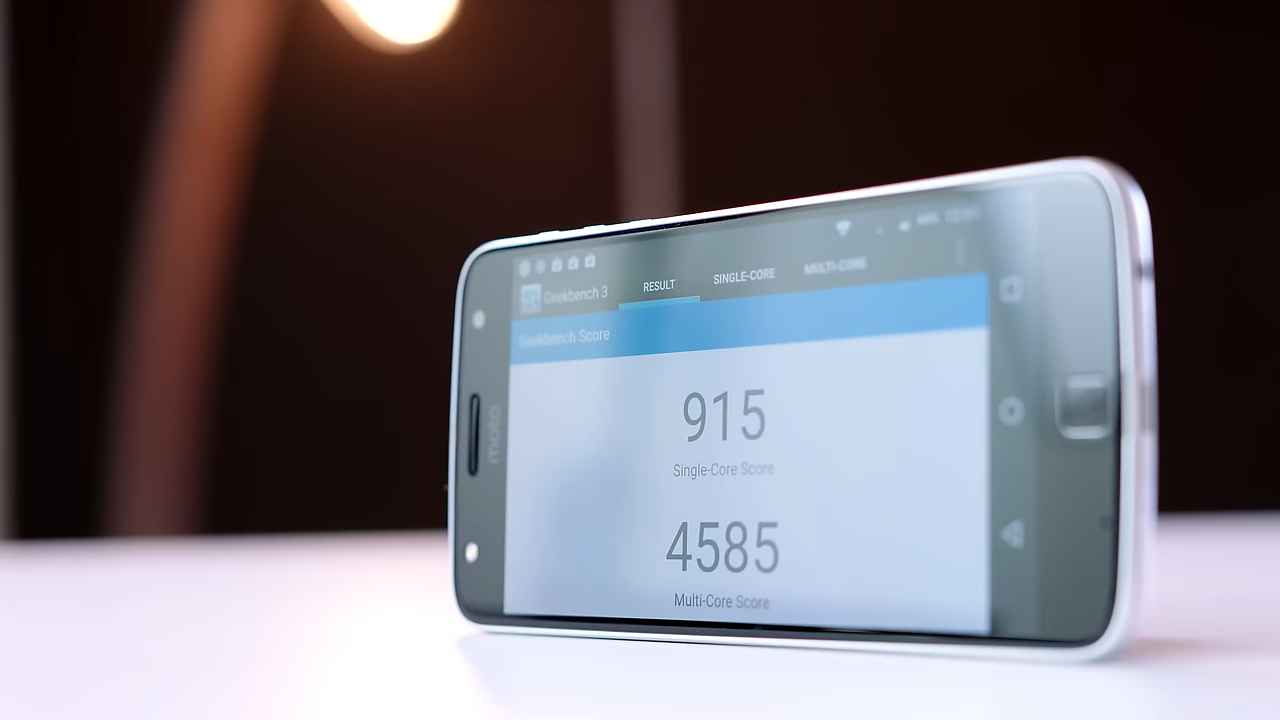 Geekbench 3
RESULT
SINGLE-CORE
MULTI-CORE
Geekbench Score
915
Single-Core Score
4585
Multi-Core Score
moto